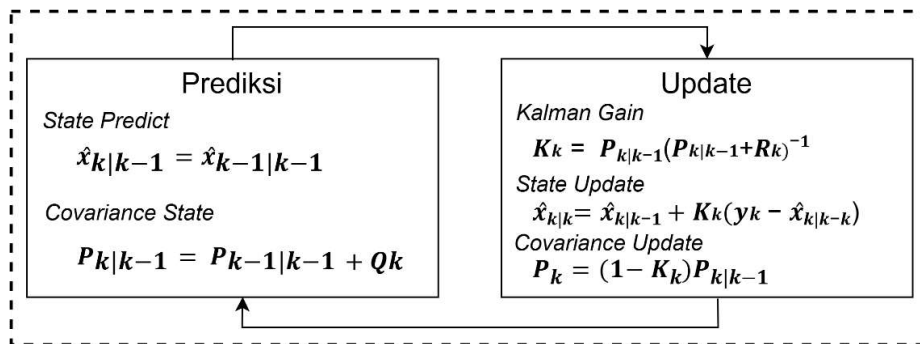 Prediksi
State Predict
x̂k|k−1 = x̂k−1|k−1
Covariance State
Pk|k−1 = Pk−1|k−1 + Qk
Update
Kalman Gain
Kk = Pk|k−1(Pk|k−1+Rk)−1
State Update
x̂k|k= x̂k|k−1 + Kk(yk − x̂k|k−k)
Covariance Update
Pk = (1− Kk)Pk|k−1